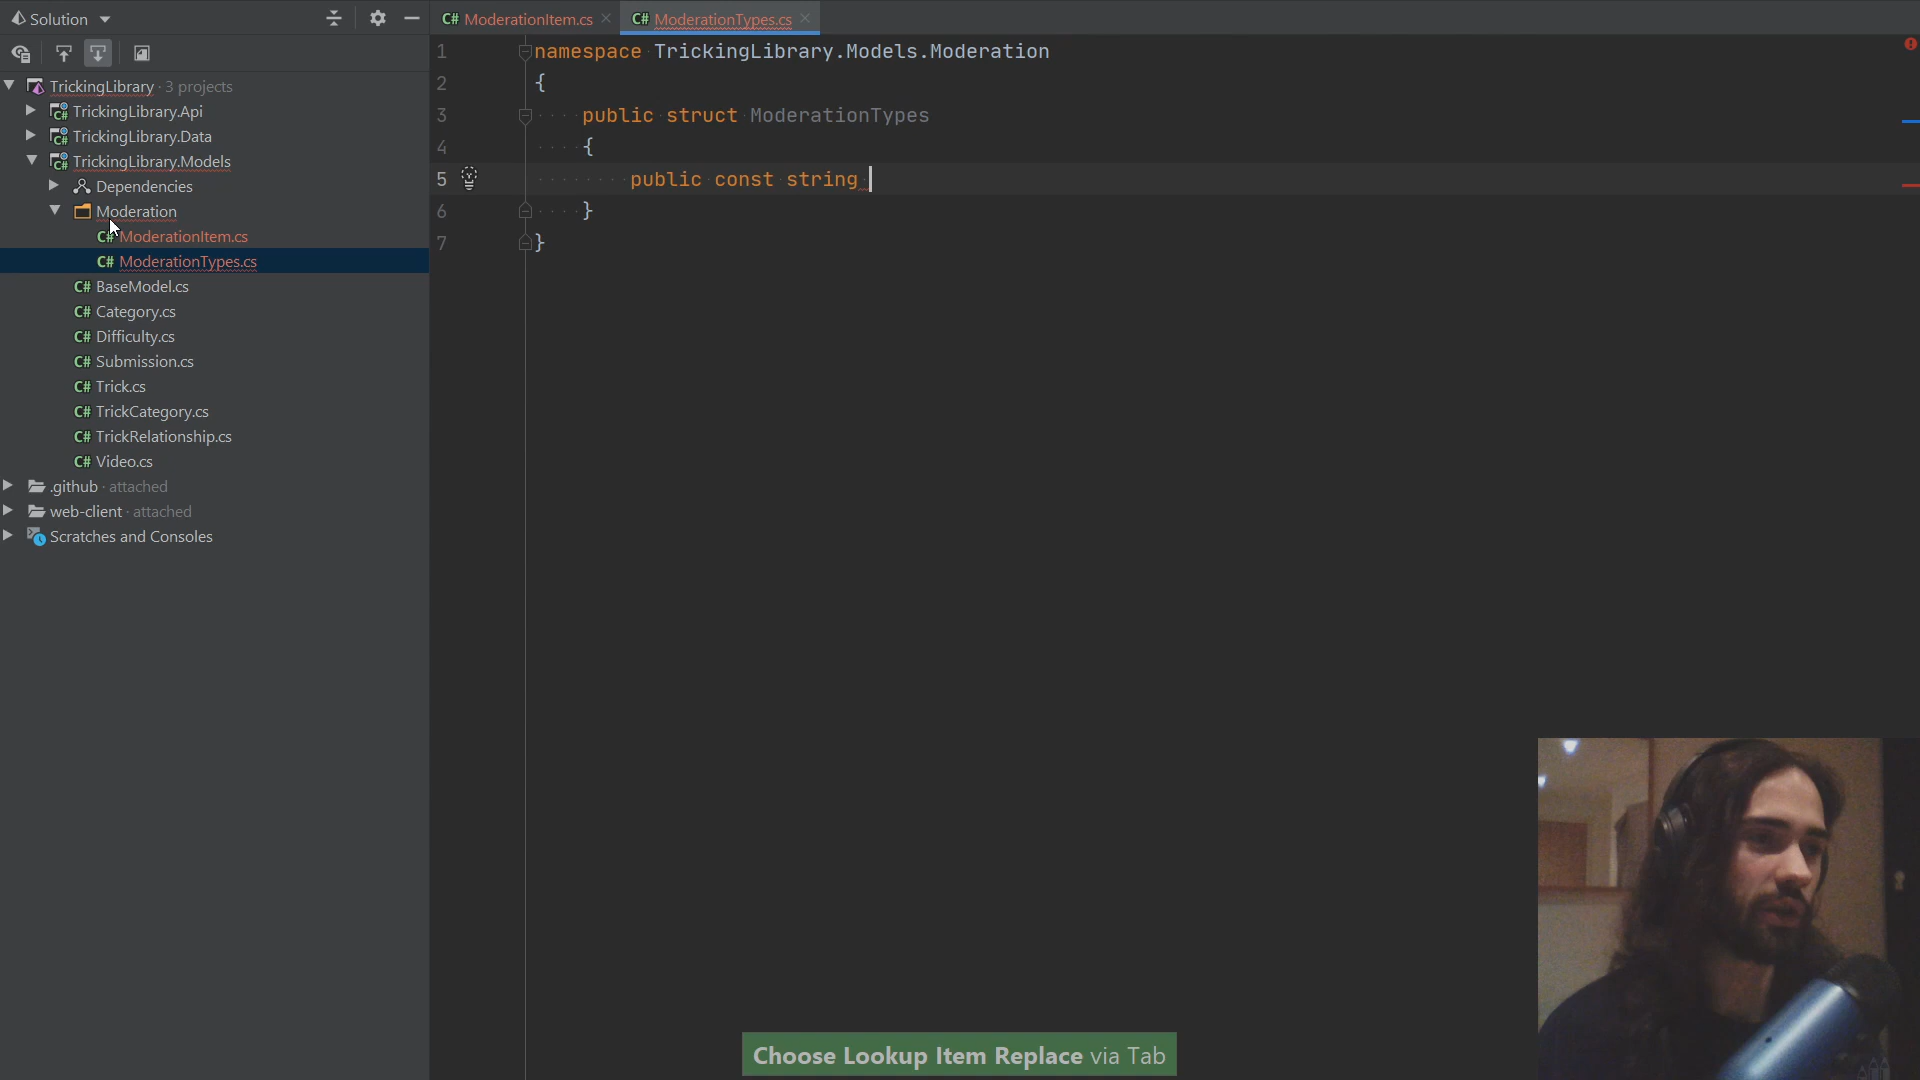 Solution
TrickingLibrary · 3 projects
C# TrickingLibrary.Api
C# TrickingLibrary.Data
C# TrickingLibrary.Models
Dependencies
Moderation
C# ModerationItem.cs
C# ModerationTypes.cs
C# BaseModel.cs
C# Category.cs
C# Difficulty.cs
C# Submission.cs
C# Trick.cs
C# TrickCategory.cs
C# TrickRelationship.cs
C# Video.cs
.github · attached
web-client · attached
Scratches and Consoles
C# ModerationItem.cs
C# ModerationTypes.cs
1 namespace TrickingLibrary.Models.Moderation
2 {
3 public struct ModerationTypes
4 {
5 public const string
6 }
7 }
Choose Lookup Item Replace via Tab